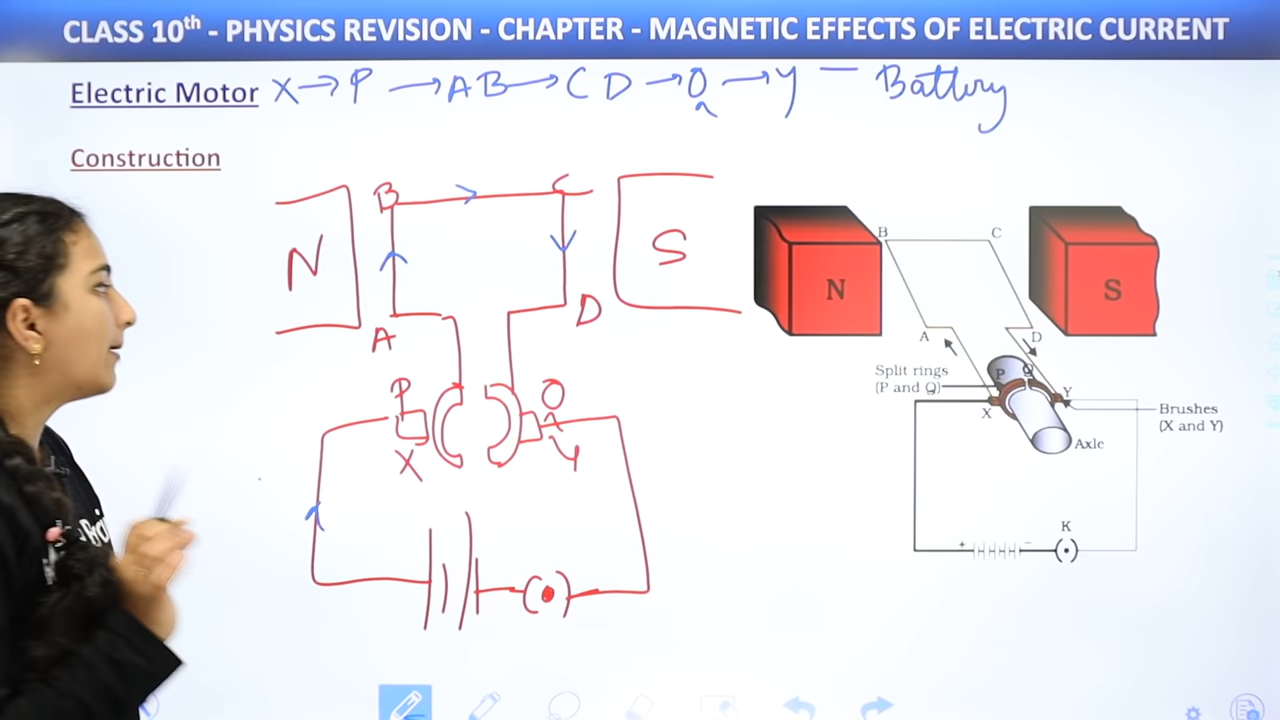 CLASS 10th - PHYSICS REVISION - CHAPTER - MAGNETIC EFFECTS OF ELECTRIC CURRENT
Electric Motor X → P → AB → CD → Q → Y — Battery
Construction
B C
N S
A D
P Q
X Y
B C
N S
A D
Split rings
(P and Q)
P Q
X Y
Brushes
(X and Y)
Axle
K
+ −